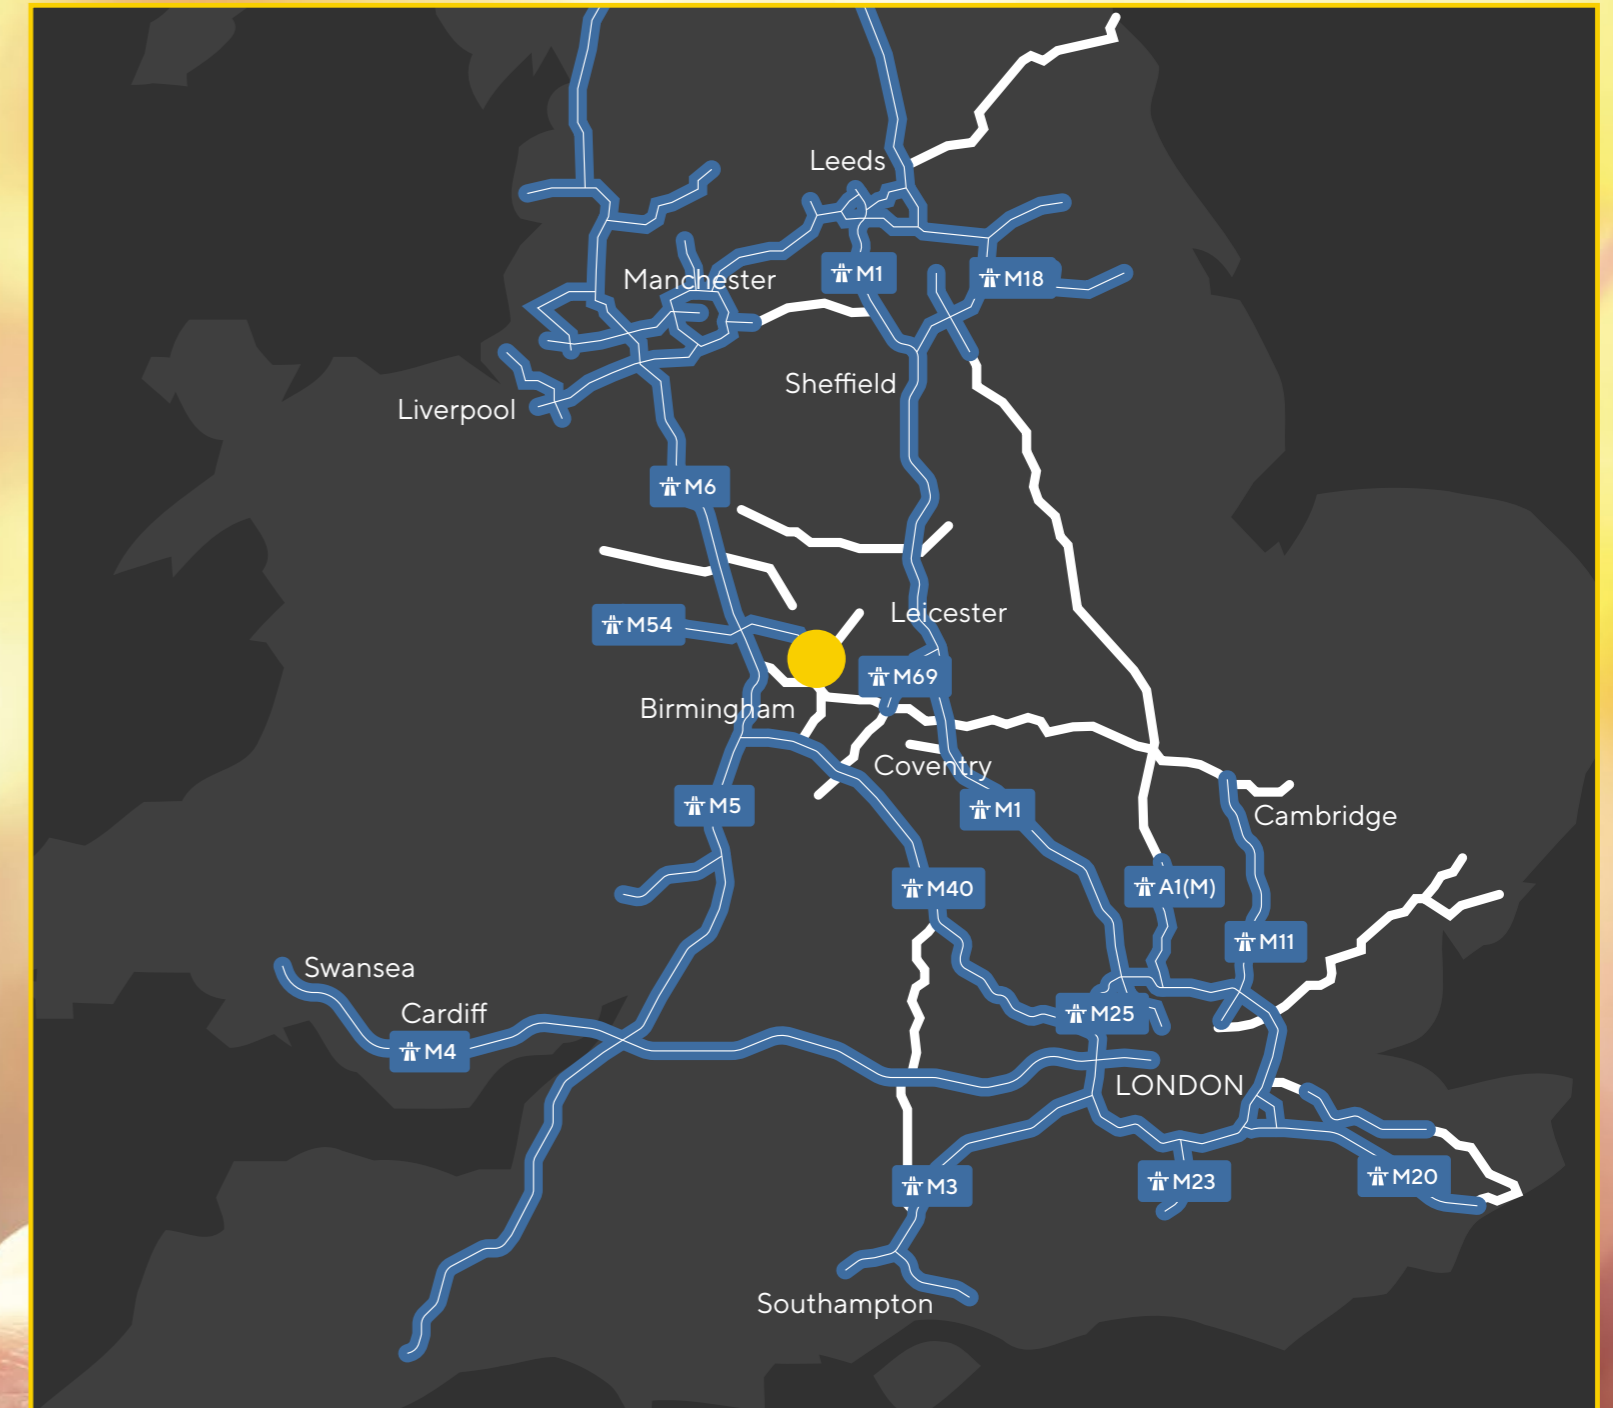 Leeds
M1
M18
Manchester
Sheffield
Liverpool
M6
Leicester
M54
M69
Birmingham
Coventry
M5
M1
Cambridge
M40
A1(M)
M11
Swansea
Cardiff
M25
M4
LONDON
M3
M23
M20
Southampton